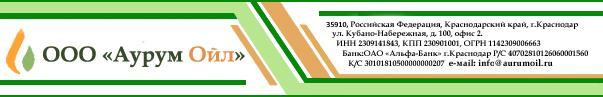 ООО «Аурум Ойл»
35910, Российская Федерация, Краснодарский край, г.Краснодар
ул. Кубано-Набережная, д. 100, офис 2.
ИНН 2309141843, КПП 230901001, ОГРН 1142309006663
Банк:ОАО «Альфа-Банк» г.Краснодар Р/С 40702810126060001560
К/С 30101810500000000207 e-маil: info@aurumoil.ru